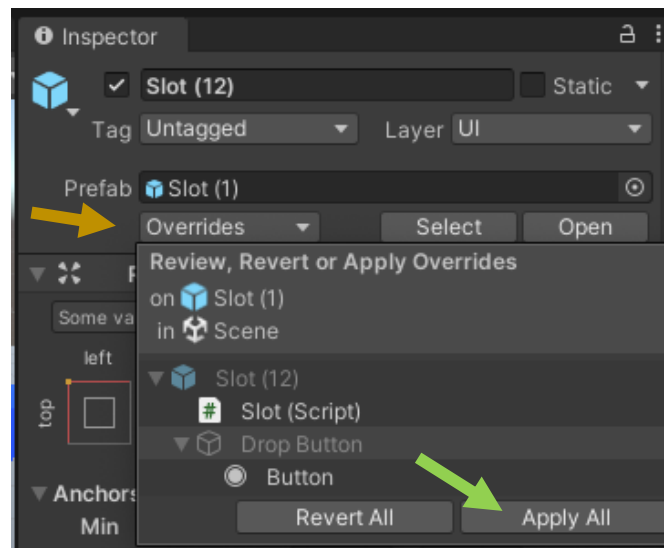 Inspector
Slot (12) Static
Tag Untagged Layer UI
Prefab Slot (1)
Overrides Select Open
Review, Revert or Apply Overrides
on Slot (1)
in Scene
Some va
left
top
Slot (12)
# Slot (Script)
Drop Button
Button
Anchors
Min
Revert All Apply All